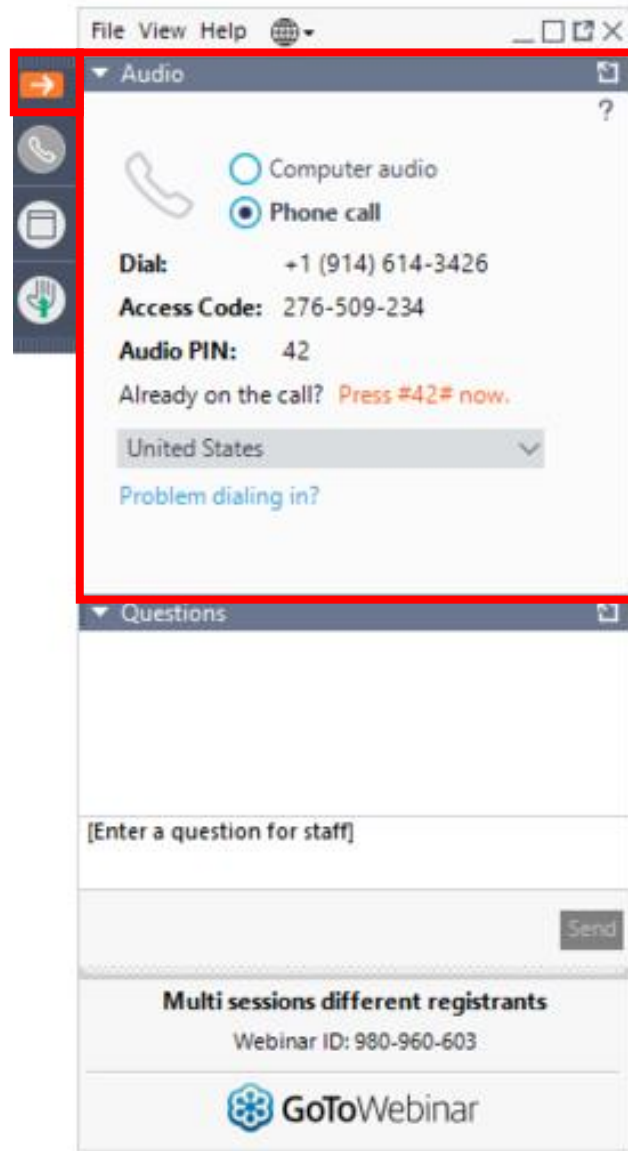 File View Help
Audio
?
Computer audio
Phone call
Dial: +1 (914) 614-3426
Access Code: 276-509-234
Audio PIN: 42
Already on the call? Press #42# now.
United States
Problem dialing in?
Questions
[Enter a question for staff]
Send
Multi sessions different registrants
Webinar ID: 980-960-603
GoToWebinar